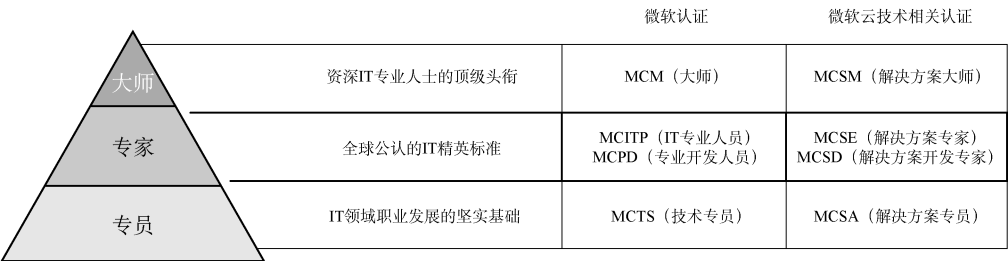 微软认证
微软云技术相关认证
大师
资深IT专业人士的顶级头衔
MCM（大师）
MCSM（解决方案大师）
专家
全球公认的IT精英标准
MCITP（IT专业人员）
MCPD（专业开发人员）
MCSE（解决方案专家）
MCSD（解决方案开发专家）
专员
IT领域职业发展的坚实基础
MCTS（技术专员）
MCSA（解决方案专员）